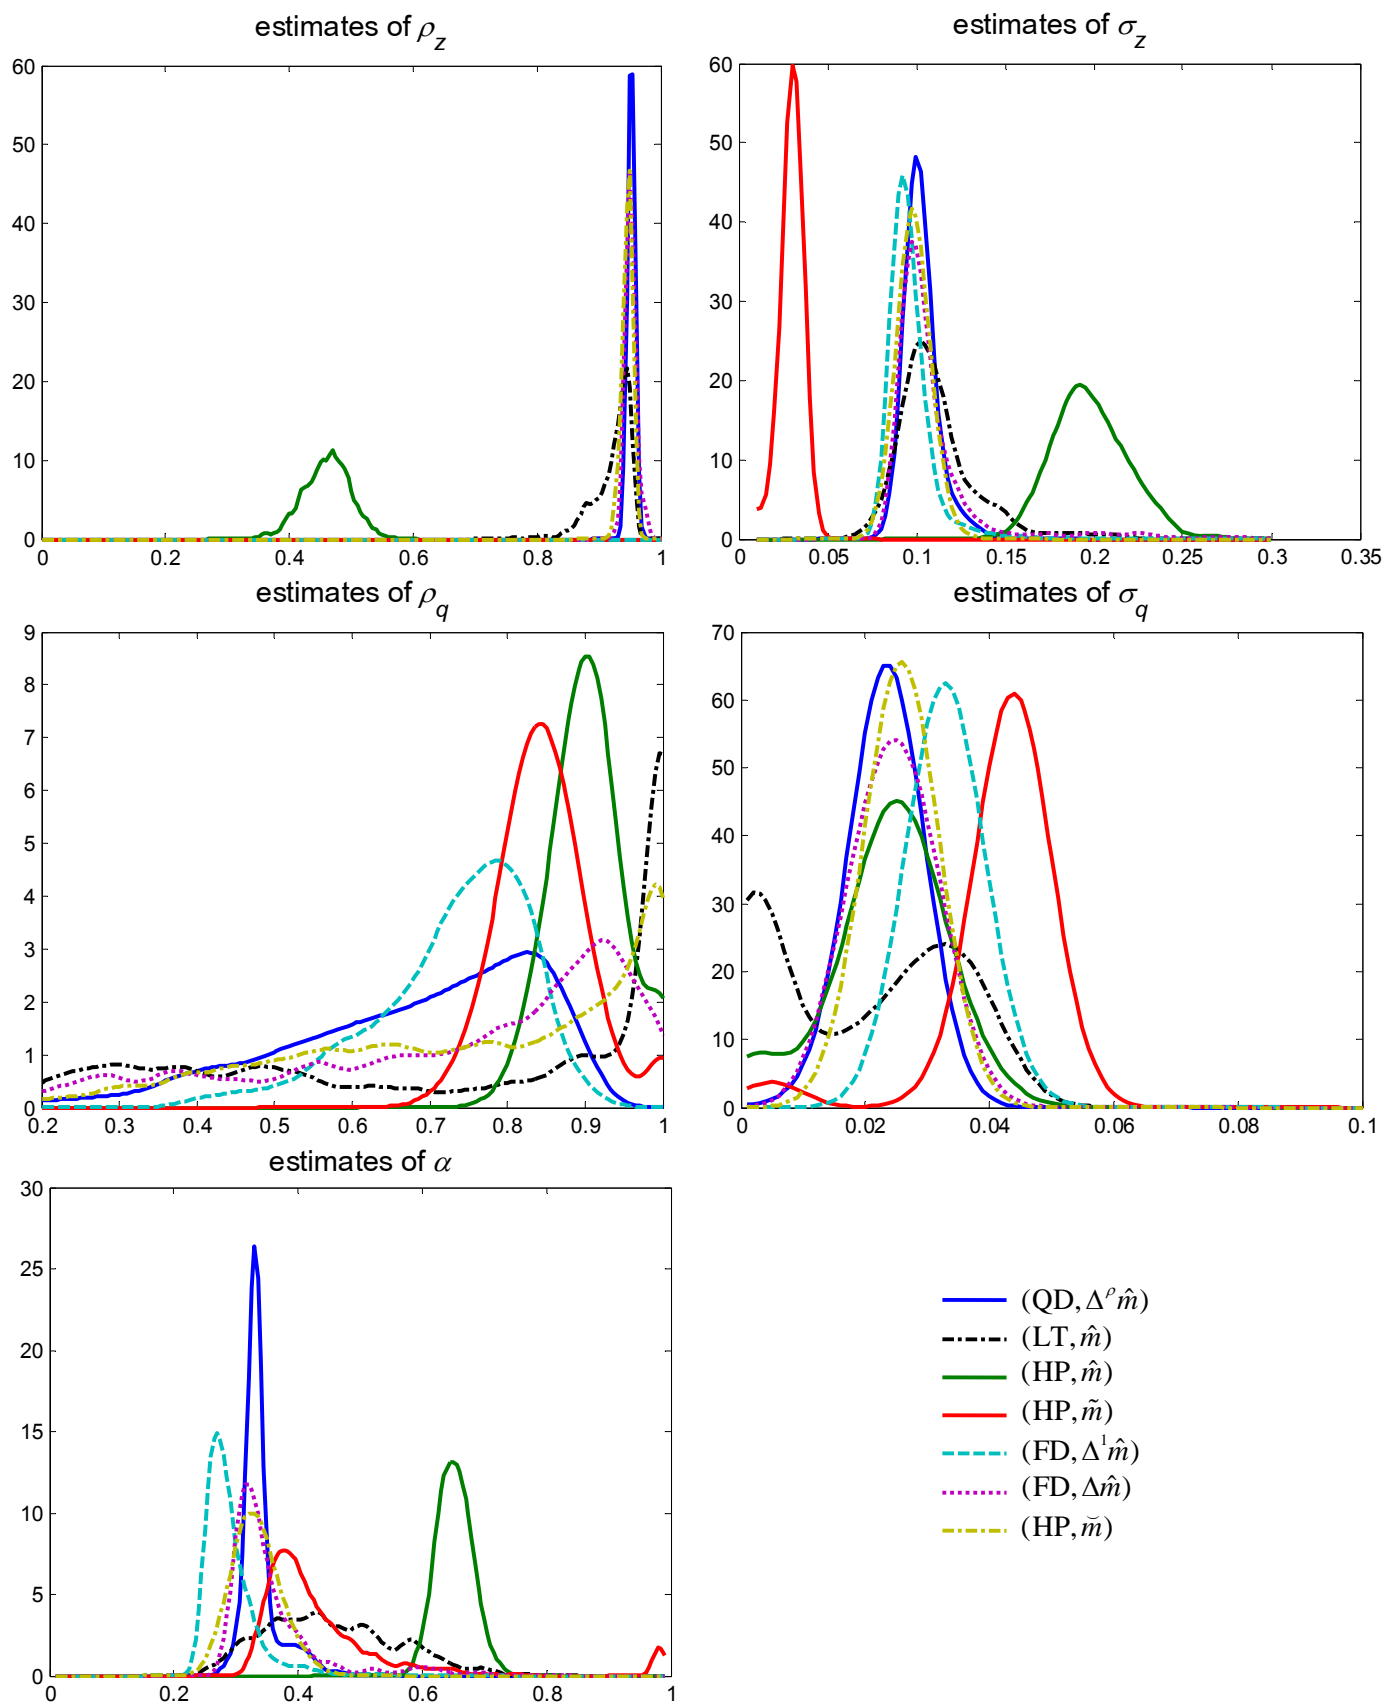 estimates of ρz
estimates of σz
60
50
40
30
20
10
0
0 0.2 0.4 0.6 0.8 1
60
50
40
30
20
10
0
0 0.05 0.1 0.15 0.2 0.25 0.3 0.35
estimates of ρq
estimates of σq
9
8
7
6
5
4
3
2
1
0
0.2 0.3 0.4 0.5 0.6 0.7 0.8 0.9 1
70
60
50
40
30
20
10
0
0 0.02 0.04 0.06 0.08 0.1
estimates of α
30
25
20
15
10
5
0
0 0.2 0.4 0.6 0.8 1
(QD, Δ^ρ m̂)
(LT, m̂)
(HP, m̂)
(HP, m̃)
(FD, Δ¹m̂)
(FD, Δm̂)
(HP, m̆)